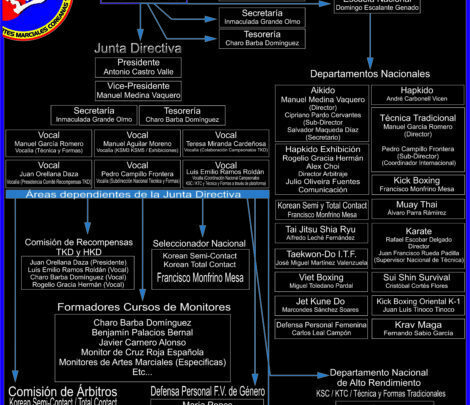 TES MARCIALES COREANAS
Escuela Nacional
Domingo Escalante Genado
Secretaría
Inmaculada Grande Olmo
Tesorería
Charo Barba Domínguez
Junta Directiva
Presidente
Antonio Castro Valle
Vice-Presidente
Manuel Medina Vaquero
Secretaría
Inmaculada Grande Olmo
Tesorería
Charo Barba Domínguez
Vocal
Manuel García Romero
Vocalía (Técnica y Formas)
Vocal
Manuel Aguilar Moreno
Vocalía (KSMO KSMS / Exhibiciones)
Vocal
Teresa Miranda Cardeñosa
Vocalía (Colaboración Campeonatos TKD)
Vocal
Juan Orellana Daza
Vocalía (Presidencia Comité Recompensas TKD)
Vocal
Pedro Campillo Frontera
Vocalía (Subdirección Nacional Técnica y Formas)
Vocal
Luis Emilio Ramos Roldán
Vocalía (Coordinación Nacional Campeonatos
KSC / KTC y Técnica y Formas a través de plataforma)
Áreas dependientes de la Junta Directiva
Comisión de Recompensas
TKD y HKD
Juan Orellana Daza (Presidente)
Luis Emilio Ramos Roldán (Vocal)
Charo Barba Domínguez (Vocal)
Rogelio Gracia Hernán (Vocal)
Seleccionador Nacional
Korean Semi-Contact
Korean Total Contact
Francisco Monfrino Mesa
Formadores Cursos de Monitores
Charo Barba Domínguez
Benjamín Palacios Bernal
Javier Carnero Alonso
Monitor de Cruz Roja Española
Monitores de Artes Marciales (Especificas)
Etc...
Comisión de Árbitros
Korean Semi-Contact / Total Contact
Defensa Personal F.V. de Género
María Ponce
Departamentos Nacionales
Aikido
Manuel Medina Vaquero
(Director)
Cipriano Pardo Cervantes
(Sub-Director)
Salvador Maqueda Díaz
(Secretario)
Hapkido Exhibición
Rogelio Gracia Hernán
Alex Choi
Director Arbitraje
Julio Oliveira Fuentes
Comunicación
Korean Semi y Total Contact
Francisco Monfrino Mesa
Tai Jitsu Shia Ryu
Alfredo Leché Fernández
Taekwon-Do I.T.F.
José Miguel Martínez Valenzuela
Viet Boxing
Miguel Toledano Pardal
Jet Kune Do
Marcondes Sánchez Soares
Defensa Personal Femenina
Carlos Leal Campón
Hapkido
André Carbonell Vicen
Técnica Tradicional
Manuel García Romero
(Director)
Pedro Campillo Frontera
(Sub-Director)
(Coordinador Internacional)
Kick Boxing
Francisco Monfrino Mesa
Muay Thai
Álvaro Parra Rámirez
Karate
Rafael Escobar Delgado
Director
Juan Francisco Rueda Padilla
(Supervisor Nacional de Técnica)
Sui Shin Survival
Cristóbal Cortés Flores
Kick Boxing Oriental K-1
Juan Luis Tinoco Tinoco
Krav Maga
Fernando Sabio García
Departamento Nacional
de Alto Rendimiento
KSC / KTC / Técnica y Formas Tradicionales